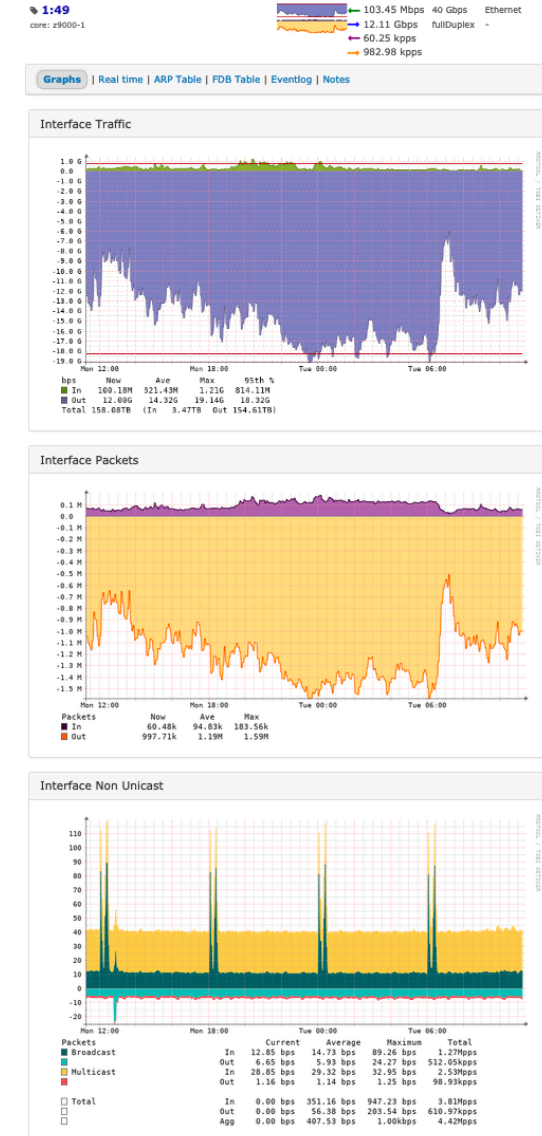 1:49
core: z9000-1
103.45 Mbps 40 Gbps Ethernet
12.11 Gbps fullDuplex -
60.25 kpps
982.98 kpps
Graphs | Real time | ARP Table | FDB Table | Eventlog | Notes
Interface Traffic
1.0 G
0.0
-1.0 G
-2.0 G
-3.0 G
-4.0 G
-5.0 G
-6.0 G
-7.0 G
-8.0 G
-9.0 G
-10.0 G
-11.0 G
-12.0 G
-13.0 G
-14.0 G
-15.0 G
-16.0 G
-17.0 G
-18.0 G
-19.0 G
Mon 12:00 Mon 18:00 Tue 00:00 Tue 06:00
RRDTOOL / TOBI OETIKER
bps Now Ave Max 95th %
In 100.18M 321.43M 1.21G 814.11M
Out 12.00G 14.32G 19.14G 18.32G
Total 158.08TB (In 3.47TB Out 154.61TB)
Interface Packets
0.1 M
0.0
-0.1 M
-0.2 M
-0.3 M
-0.4 M
-0.5 M
-0.6 M
-0.7 M
-0.8 M
-0.9 M
-1.0 M
-1.1 M
-1.2 M
-1.3 M
-1.4 M
-1.5 M
Mon 12:00 Mon 18:00 Tue 00:00 Tue 06:00
RRDTOOL / TOBI OETIKER
Packets Now Ave Max
In 60.48k 94.83k 183.56k
Out 997.71k 1.19M 1.59M
Interface Non Unicast
110
100
90
80
70
60
50
40
30
20
10
0
-10
-20
Mon 12:00 Mon 18:00 Tue 00:00 Tue 06:00
RRDTOOL / TOBI OETIKER
Packets Current Average Maximum Total
Broadcast In 12.85 bps 14.73 bps 89.26 bps 1.27Mpps
Out 6.65 bps 5.93 bps 24.27 bps 512.05kpps
Multicast In 28.85 bps 29.32 bps 32.95 bps 2.53Mpps
Out 1.16 bps 1.14 bps 1.25 bps 98.93kpps
Total In 0.00 bps 351.16 bps 947.23 bps 3.81Mpps
Out 0.00 bps 56.38 bps 203.54 bps 610.97kpps
Agg 0.00 bps 407.53 bps 1.00kbps 4.42Mpps